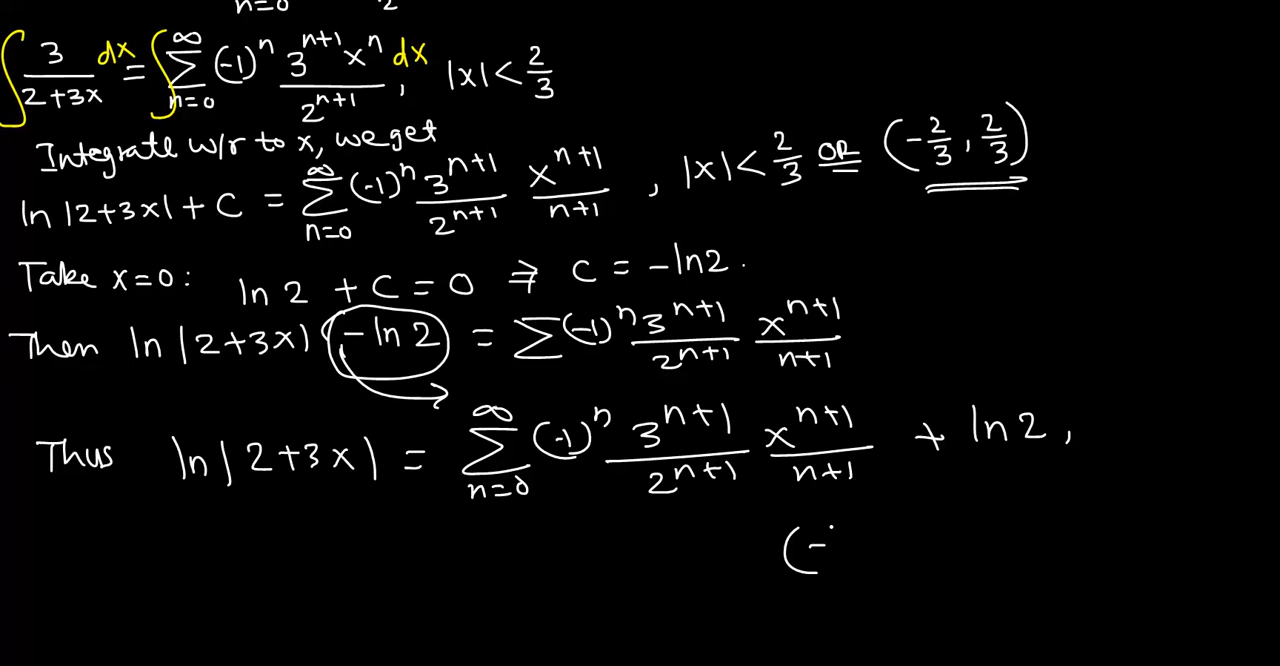 n=0 2
∫ 3/(2+3x) dx = ∫ ∞∑n=0 (-1)^n 3^(n+1) x^n / 2^(n+1) dx, |x| < 2/3
Integrate w/r to x, we get
ln |2+3x| + C = ∞∑n=0 (-1)^n 3^(n+1)/2^(n+1) x^(n+1)/(n+1), |x| < 2/3 OR (-2/3, 2/3)
Take x=0: ln 2 + C = 0 ⇒ C = -ln2.
Then ln |2+3x| -ln 2 = ∑(-1)^n 3^(n+1)/2^(n+1) x^(n+1)/(n+1)
Thus ln |2+3x| = ∞∑n=0 (-1)^n 3^(n+1)/2^(n+1) x^(n+1)/(n+1) + ln 2,
(-